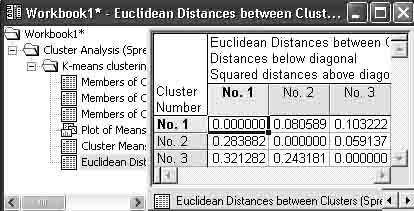 Workbook1* - Euclidean Distances between Clust...
Workbook1*
Cluster Analysis (Spre
K-means clustering
Members of C
Members of C
Members of C
Plot of Means
Cluster Means
Euclidean Dist
Euclidean Distances between C
Distances below diagonal
Squared distances above diago
Cluster Number No. 1 No. 2 No. 3
No. 1 0.000000 0.080589 0.103222
No. 2 0.283882 0.000000 0.059137
No. 3 0.321282 0.243181 0.000000
Euclidean Distances between Clusters (Spre